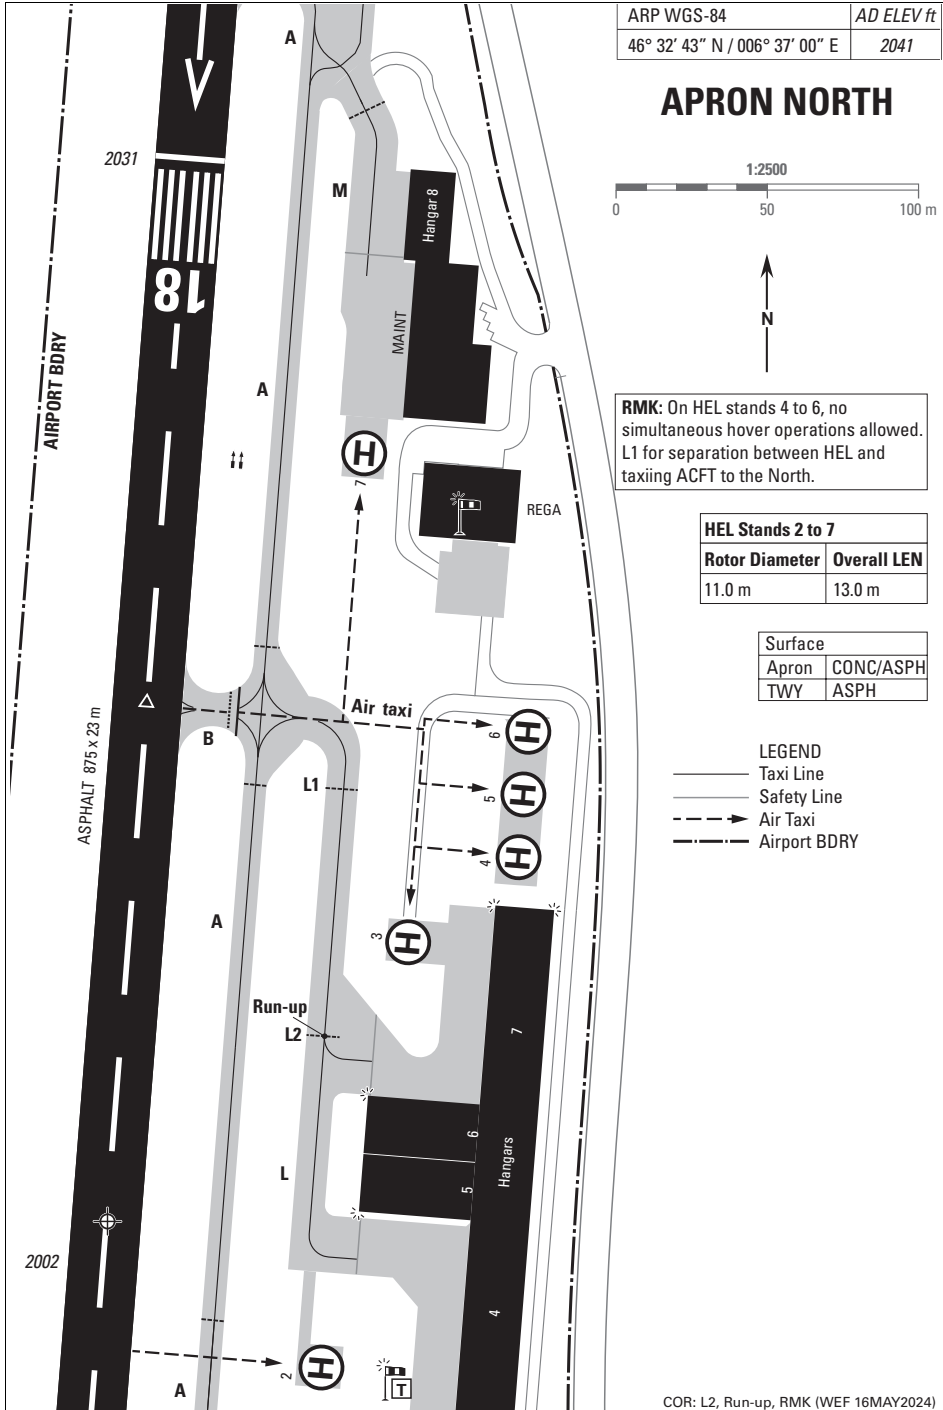 ARP WGS-84
AD ELEV ft
46° 32′ 43″ N / 006° 37′ 00″ E
2041
APRON NORTH
1:2500
0 50 100 m
N
RMK: On HEL stands 4 to 6, no
simultaneous hover operations allowed.
L1 for separation between HEL and
taxiing ACFT to the North.
HEL Stands 2 to 7
Rotor Diameter Overall LEN
11.0 m 13.0 m
Surface
Apron CONC/ASPH
TWY ASPH
LEGEND
Taxi Line
Safety Line
Air Taxi
Airport BDRY
A
2031
M
Hangar 8
18
MAINT
AIRPORT BDRY
A
H
7
REGA
Air taxi
H
6
B
ASPHALT 875 x 23 m
L1
H
5
H
4
A
H
3
Run-up
L2
7
6
5
Hangars
L
2002
4
H
2
T
A
COR: L2, Run-up, RMK (WEF 16MAY2024)